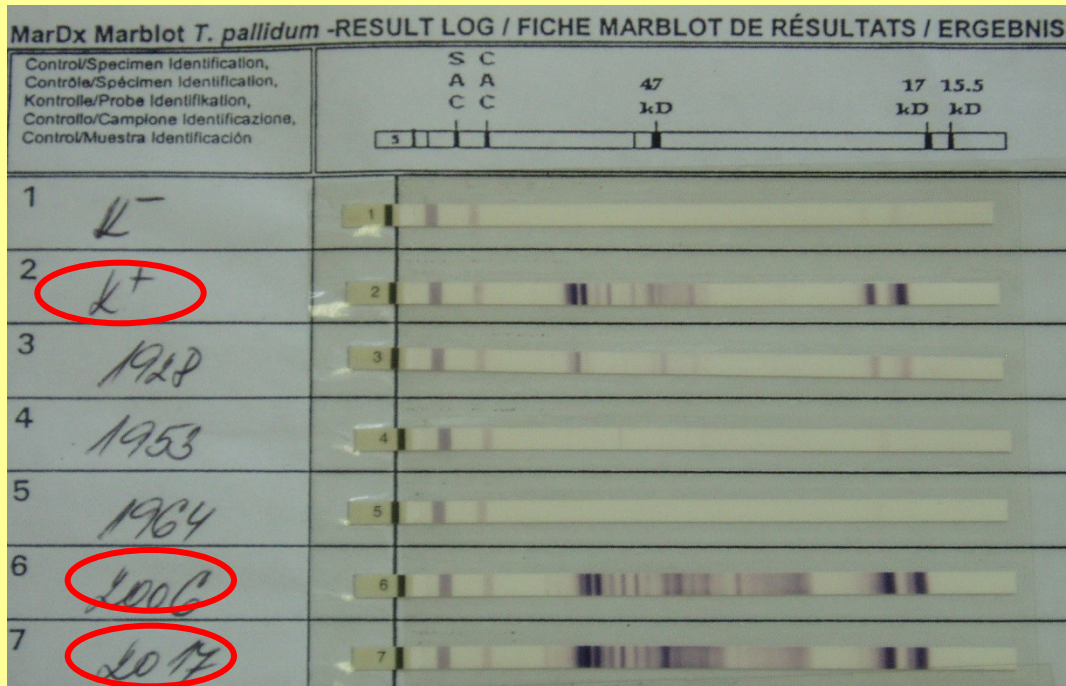 MarDx Marblot T. pallidum -RESULT LOG / FICHE MARBLOT DE RÉSULTATS / ERGEBNIS
Control/Specimen Identification,
Contrôle/Spécimen Identification,
Kontrolle/Probe Identifikation,
Controllo/Campione Identificazione,
Control/Muestra Identificación
S C
A A
C C
47
kD
17 15.5
kD kD
5
1 K- 1
2 K+ 2
3 1928 3
4 1953 4
5 1964 5
6 2006 6
7 2017 7